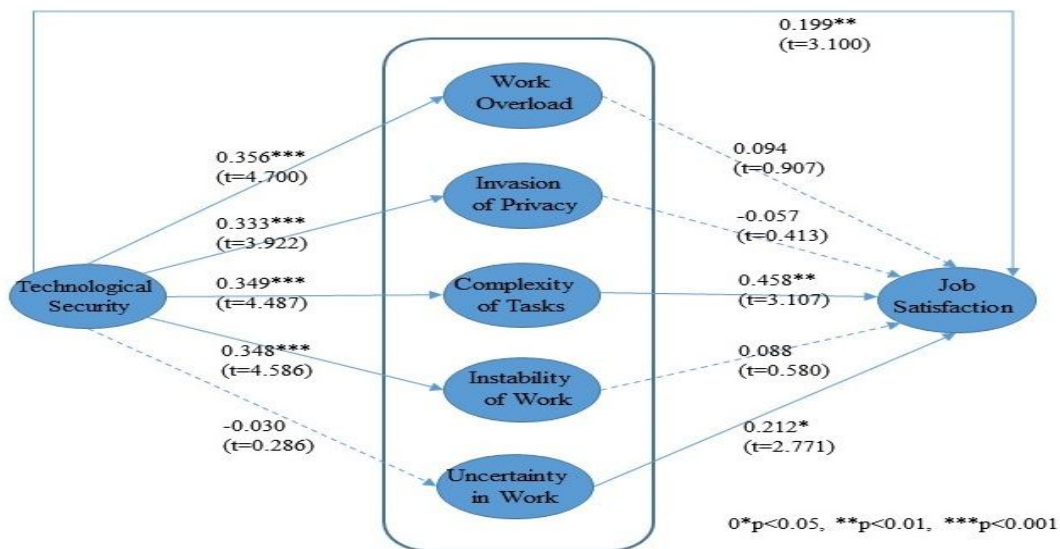 0.199**
(t=3.100)
Work
Overload
0.356***
(t=4.700)
0.094
(t=0.907)
Invasion
of Privacy
0.333***
(t=3.922)
-0.057
(t=0.413)
Technological
Security
0.349***
(t=4.487)
Complexity
of Tasks
0.458**
(t=3.107)
Job
Satisfaction
0.348***
(t=4.586)
Instability
of Work
0.088
(t=0.580)
-0.030
(t=0.286)
Uncertainty
in Work
0.212*
(t=2.771)
0*p<0.05, **p<0.01, ***p<0.001